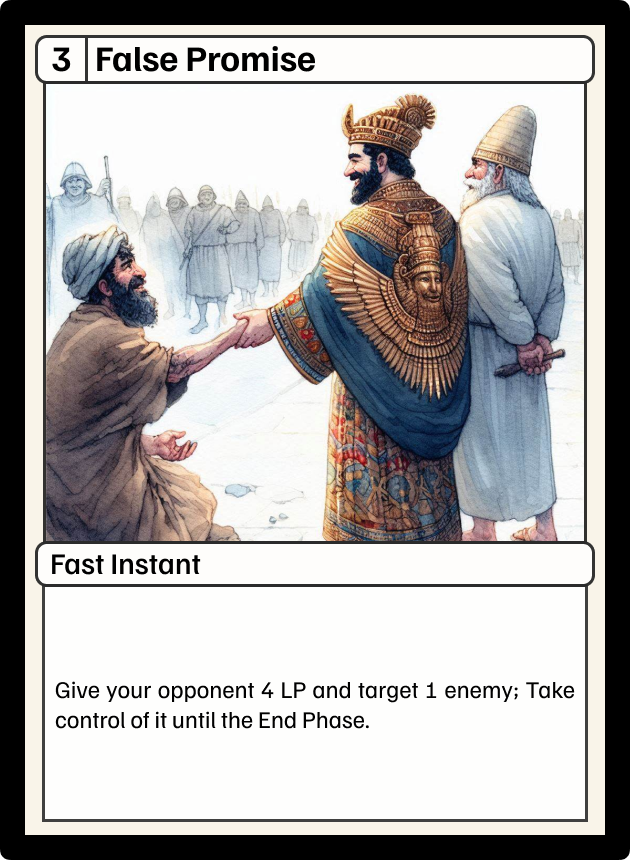 3 False Promise
Fast Instant
Give your opponent 4 LP and target 1 enemy; Take
control of it until the End Phase.